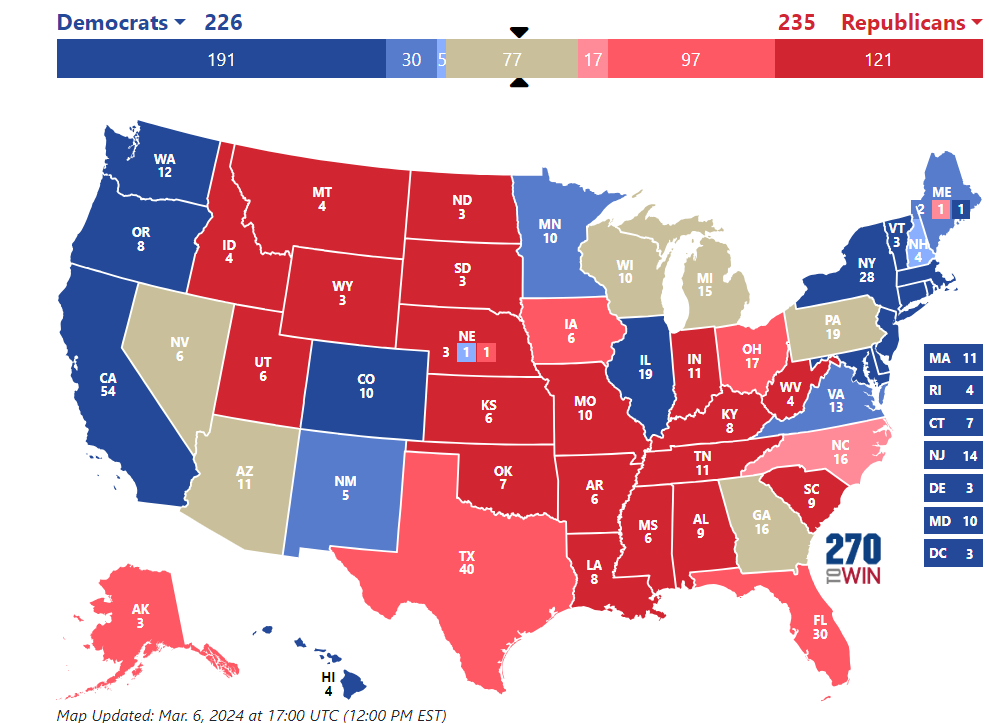 Democrats 226
235 Republicans
191 30 5 77 17 97 121
WA
12
OR
8
CA
54
NV
6
ID
4
MT
4
WY
3
UT
6
AZ
11
CO
10
NM
5
ND
3
SD
3
NE
3 1 1
KS
6
OK
7
TX
40
MN
10
IA
6
MO
10
AR
6
LA
8
WI
10
IL
19
MI
15
IN
11
OH
17
KY
8
TN
11
MS
6
AL
9
GA
16
FL
30
SC
9
NC
16
VA
13
WV
4
PA
19
NY
28
VT
3
NH
4
ME
2 1 1
MA 11
RI 4
CT 7
NJ 14
DE 3
MD 10
DC 3
AK
3
HI
4
270
TO WIN
Map Updated: Mar. 6, 2024 at 17:00 UTC (12:00 PM EST)